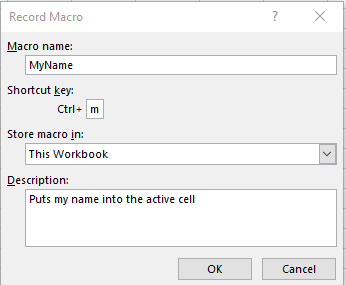 Record Macro ? ×
Macro name:
MyName
Shortcut key:
Ctrl+ m
Store macro in:
This Workbook
Description:
Puts my name into the active cell
OK Cancel